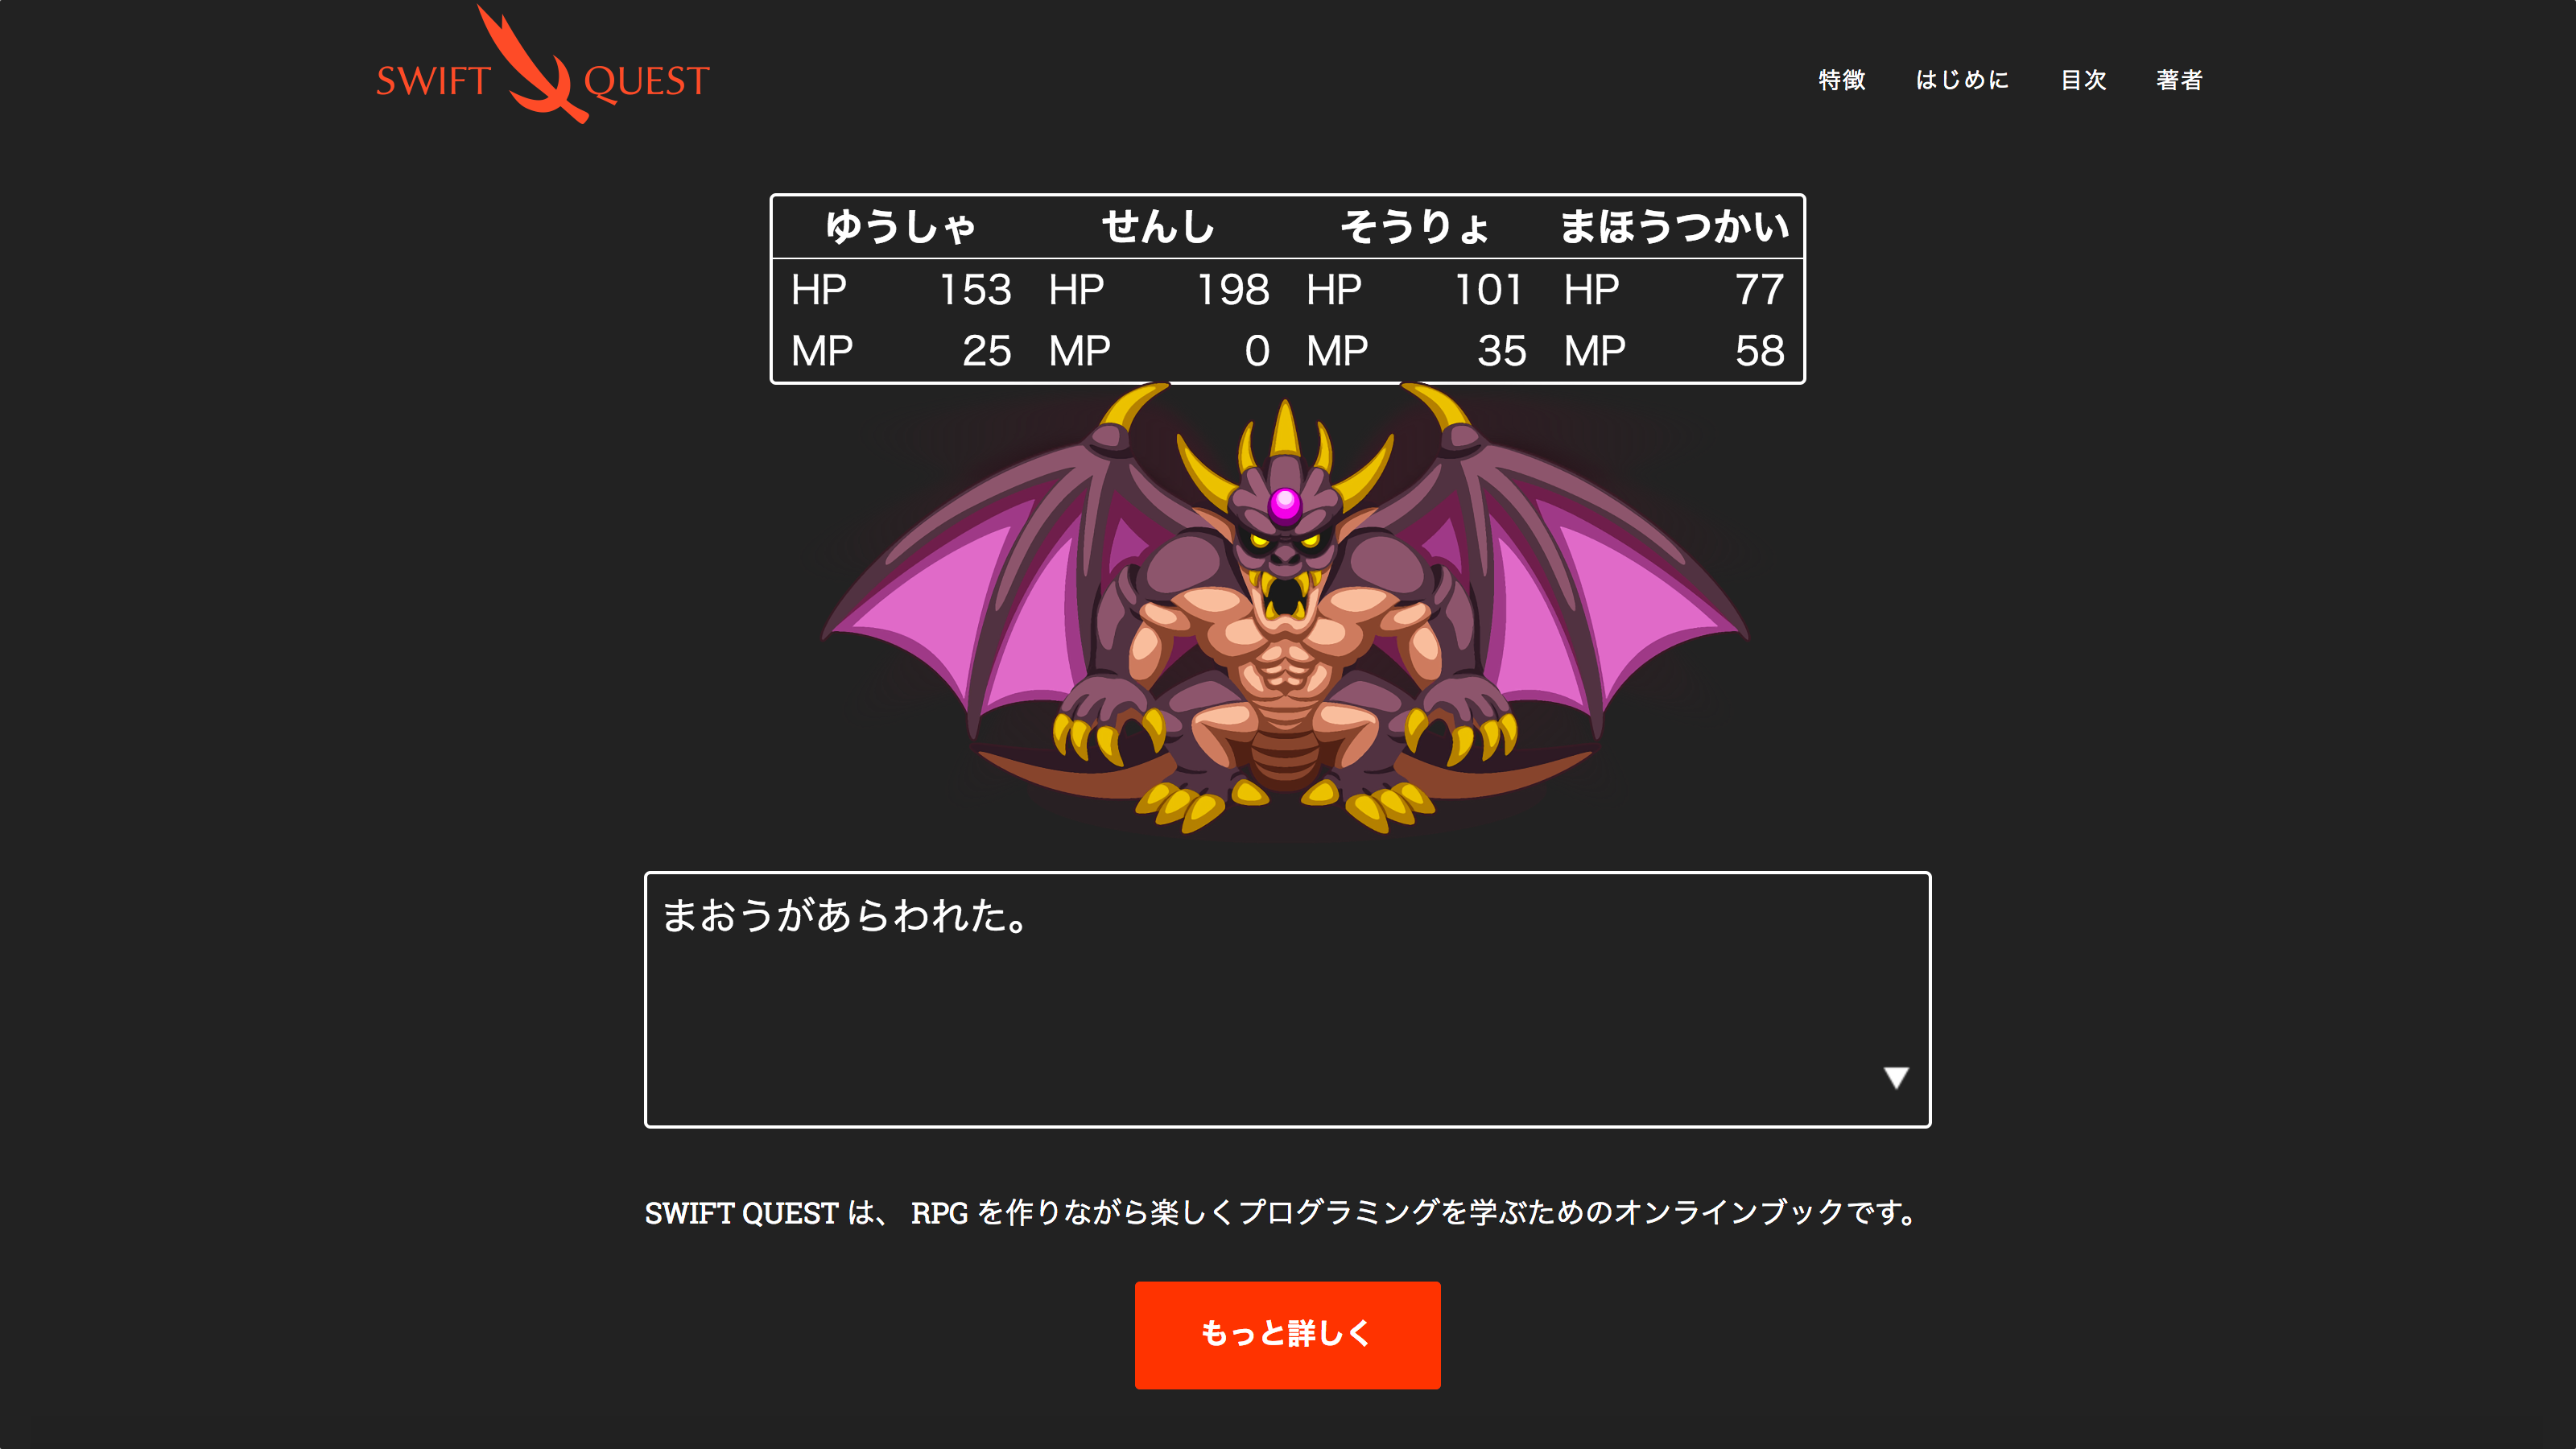 SWIFT QUEST
特徴 はじめに 目次 著者
ゆうしゃ せんし そうりょ まほうつかい
HP 153 HP 198 HP 101 HP 77
MP 25 MP 0 MP 35 MP 58
まおうがあらわれた。
SWIFT QUEST は、 RPG を作りながら楽しくプログラミングを学ぶためのオンラインブックです。
もっと詳しく